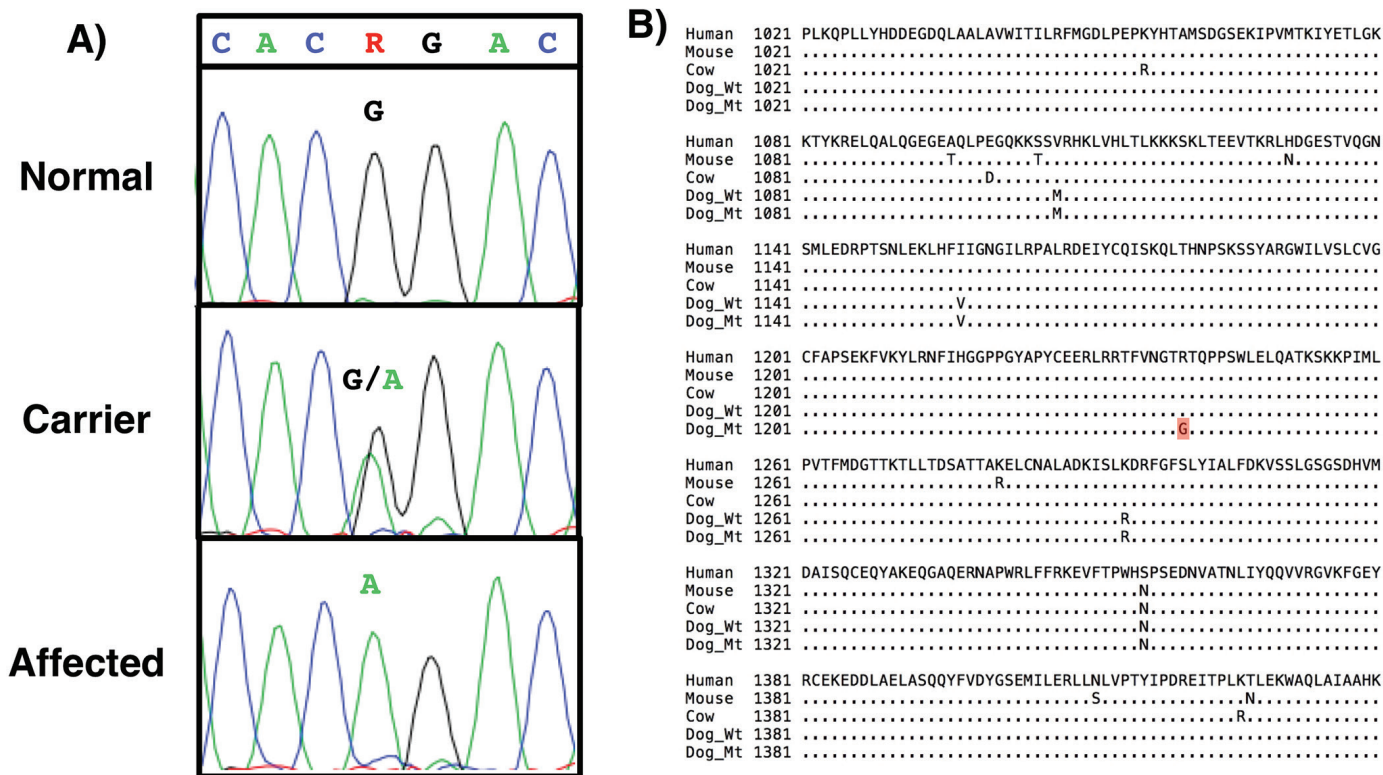 A)
C A C R G A C
Normal
G
Carrier
G/A
Affected
A
B)
Human 1021 PLKQPLLYHDDEGDQLAALAVWITILRFMGDLPEPKYHTAMSDGSEKIPVMTKIYETLGK
Mouse 1021 ............................................................
Cow 1021 ...................................R........................
Dog_Wt 1021 ............................................................
Dog_Mt 1021 ............................................................
Human 1081 KTYKRELQALQGEGEAQLPEGQKKSSVRHKLVHLTLKKKSKLTEEVTKRLHDGESTVQGN
Mouse 1081 ...............T........T.........................N.........
Cow 1081 ...................D........................................
Dog_Wt 1081 ..........................M.................................
Dog_Mt 1081 ..........................M.................................
Human 1141 SMLEDRPTSNLEKLHFIIGNGILRPALRDEIYCQISKQLTHNPSKSSYARGWILVSLCVG
Mouse 1141 ............................................................
Cow 1141 ............................................................
Dog_Wt 1141 ................V...........................................
Dog_Mt 1141 ................V...........................................
Human 1201 CFAPSEKFVKYLRNFIHGGPPGYAPYCEERLRRTFVNGTRTQPPSWLELQATKSKKPIML
Mouse 1201 ............................................................
Cow 1201 ............................................................
Dog_Wt 1201 ............................................................
Dog_Mt 1201 .......................................G....................
Human 1261 PVTFMDGTTKTLLTDSATTAKELCNALADKISLKDRFGFSLYIALFDKVSSLGSGSDHVM
Mouse 1261 ....................R.......................................
Cow 1261 ............................................................
Dog_Wt 1261 .................................R..........................
Dog_Mt 1261 .................................R..........................
Human 1321 DAISQCEQYAKEQGAQERNAPWRLFFRKEVFTPWHSPSEDNVATNLIYQQVVRGVKFGEY
Mouse 1321 ...................................N........................
Cow 1321 ...................................N........................
Dog_Wt 1321 ...................................N........................
Dog_Mt 1321 ...................................N........................
Human 1381 RCEKEDDLAELASQQYFVDYGSEMILERLLNLVPTYIPDREITPLKTLEKWAQLAIAAHK
Mouse 1381 ..............................S...............N.............
Cow 1381 .............................................R..............
Dog_Wt 1381 ............................................................
Dog_Mt 1381 ............................................................